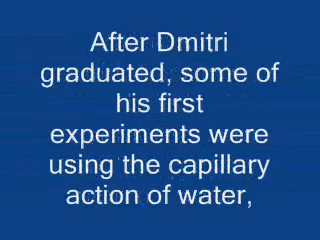 After Dmitri
graduated, some of
his first
experiments were
using the capillary
action of water,